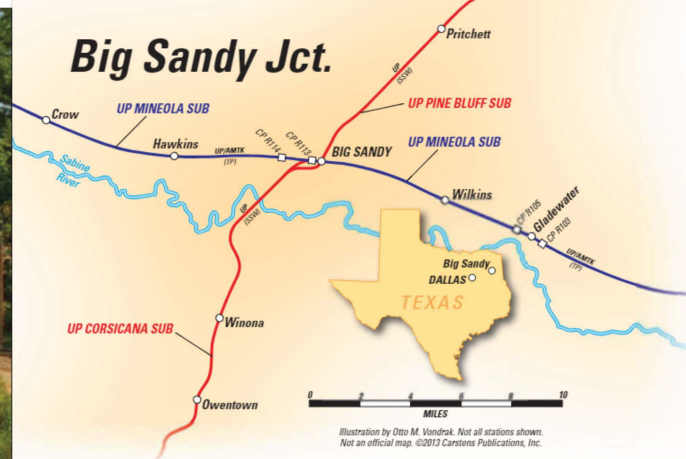 Big Sandy Jct.
Pritchett
UP
(SSW)
UP PINE BLUFF SUB
UP MINEOLA SUB
Crow
Hawkins
UP/AMTK
(TP)
CP R114
CP R113
BIG SANDY
UP MINEOLA SUB
Sabine
River
Wilkins
CP R105
Gladewater
CP R103
UP/AMTK
(TP)
UP
(SSW)
Big Sandy
DALLAS
TEXAS
Winona
UP CORSICANA SUB
Owentown
0 2 4 6 8 10
MILES
Illustration by Otto M. Vondrak. Not all stations shown.
Not an official map. ©2013 Carstens Publications, Inc.